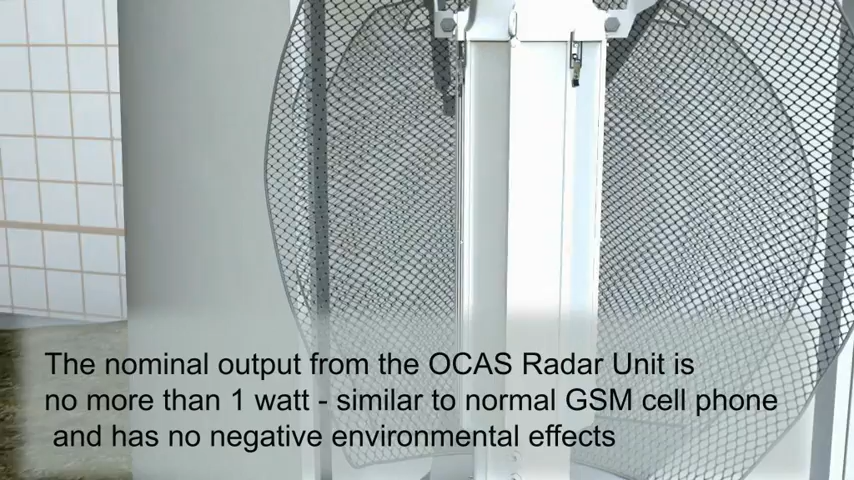 The nominal output from the OCAS Radar Unit is
no more than 1 watt - similar to normal GSM cell phone
and has no negative environmental effects